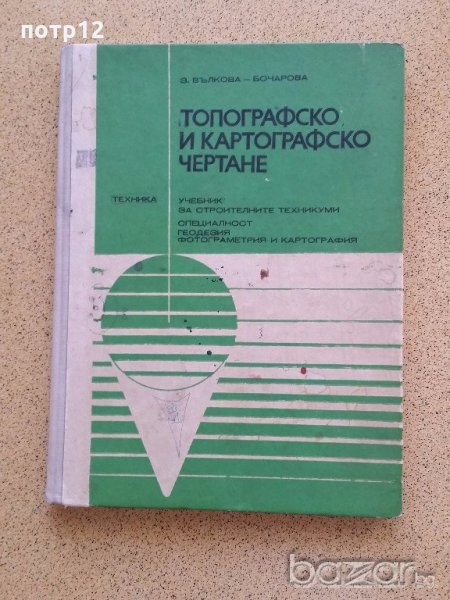 потр12
З. ВЪЛКОВА – БОЧАРОВА
ТОПОГРАФСКО
И КАРТОГРАФСКО
ЧЕРТАНЕ
ТЕХНИКА
УЧЕБНИК
ЗА СТРОИТЕЛНИТЕ ТЕХНИКУМИ
СПЕЦИАЛНОСТ
ГЕОДЕЗИЯ
ФОТОГРАМЕТРИЯ И КАРТОГРАФИЯ
bazar.bg